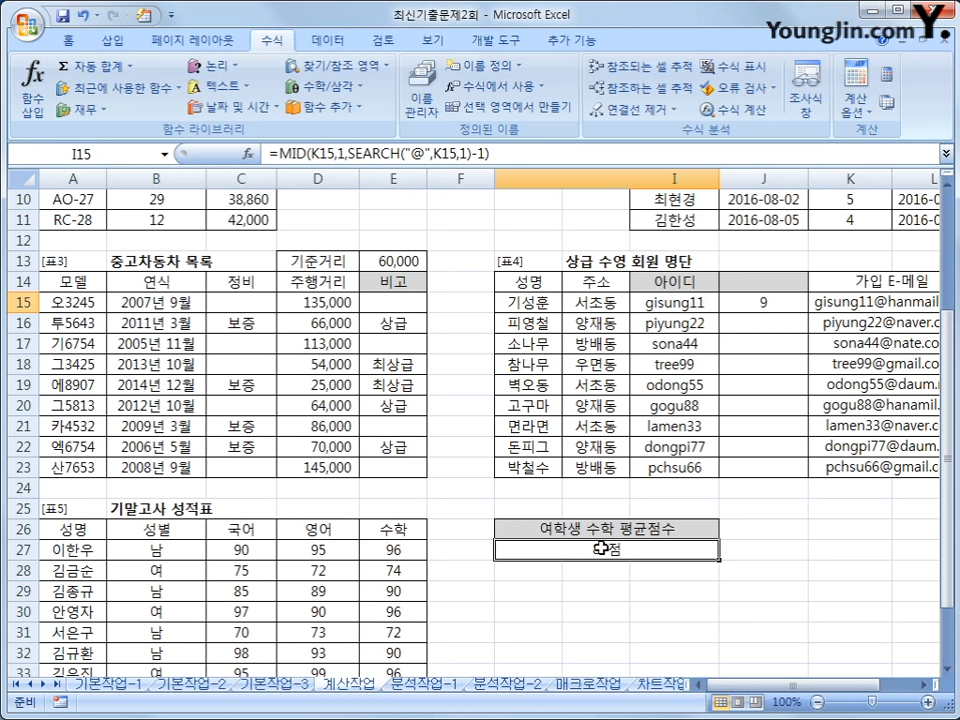 최신기출문제2회 - Microsoft Excel
YoungJin.com Y.
홈 삽입 페이지 레이아웃 수식 데이터 검토 보기 개발 도구 추가 기능
fx 함수 삽입
Σ 자동 합계 논리 찾기/참조 영역
최근에 사용한 함수 텍스트 수학/삼각
재무 날짜 및 시간 함수 추가
함수 라이브러리
이름 관리자
이름 정의
수식에서 사용
선택 영역에서 만들기
정의된 이름
참조되는 셀 추적 수식 표시
참조하는 셀 추적 오류 검사
연결선 제거 수식 계산
조사식 창
수식 분석
계산 옵션
계산
I15 fx =MID(K15,1,SEARCH("@",K15,1)-1)
A B C D E F I J K L
10 AO-27 29 38,860 최현경 2016-08-02 5 2016-0
11 RC-28 12 42,000 김한성 2016-08-05 4 2016-0
12
13 [표3] 중고차동차 목록 기준거리 60,000 [표4] 상급 수영 회원 명단
14 모델 연식 정비 주행거리 비고 성명 주소 아이디 가입 E-메일
15 오3245 2007년 9월 135,000 기성훈 서초동 gisung11 9 gisung11@hanmail
16 투5643 2011년 3월 보증 66,000 상급 피영철 양재동 piyung22 piyung22@naver.c
17 기6754 2005년 11월 113,000 소나무 방배동 sona44 sona44@nate.co
18 그3425 2013년 10월 54,000 최상급 참나무 우면동 tree99 tree99@gmail.c
19 에8907 2014년 12월 보증 25,000 최상급 벽오동 서초동 odong55 odong55@daum.r
20 그5813 2012년 10월 64,000 상급 고구마 양재동 gogu88 gogu88@hanamil.
21 카4532 2009년 3월 보증 86,000 면라면 서초동 lamen33 lamen33@naver.c
22 엑6754 2006년 5월 보증 70,000 상급 돈피그 양재동 dongpi77 dongpi77@daum.
23 산7653 2008년 9월 145,000 박철수 방배동 pchsu66 pchsu66@gmail.c
24
25 [표5] 기말고사 성적표
26 성명 성별 국어 영어 수학 여학생 수학 평균점수
27 이한우 남 90 95 96 점
28 김금순 여 75 72 74
29 김종규 남 85 89 90
30 안영자 여 97 90 96
31 서은구 남 70 73 72
32 김규환 남 98 93 90
33 김유진 여 95 99 96
기본작업-1 기본작업-2 기본작업-3 계산작업 분석작업-1 분석작업-2 매크로작업 차트작업
준비 100%